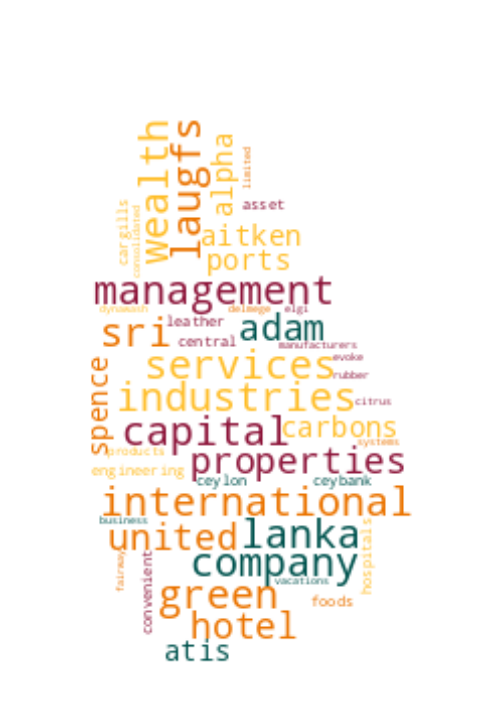 wealth
laugfs
alpha
limited
cargills
consolidated
asset
aitken
ports
management
dynawash
delmege
elgi
sri
leather
adam
central
manufacturers
services
evoke
rubber
spence
industries
citrus
capital
carbons
systems
products
properties
engineering
ceylon
ceybank
international
business
united
lanka
hospitals
fairway
convenient
company
vacations
green
foods
hotel
atis